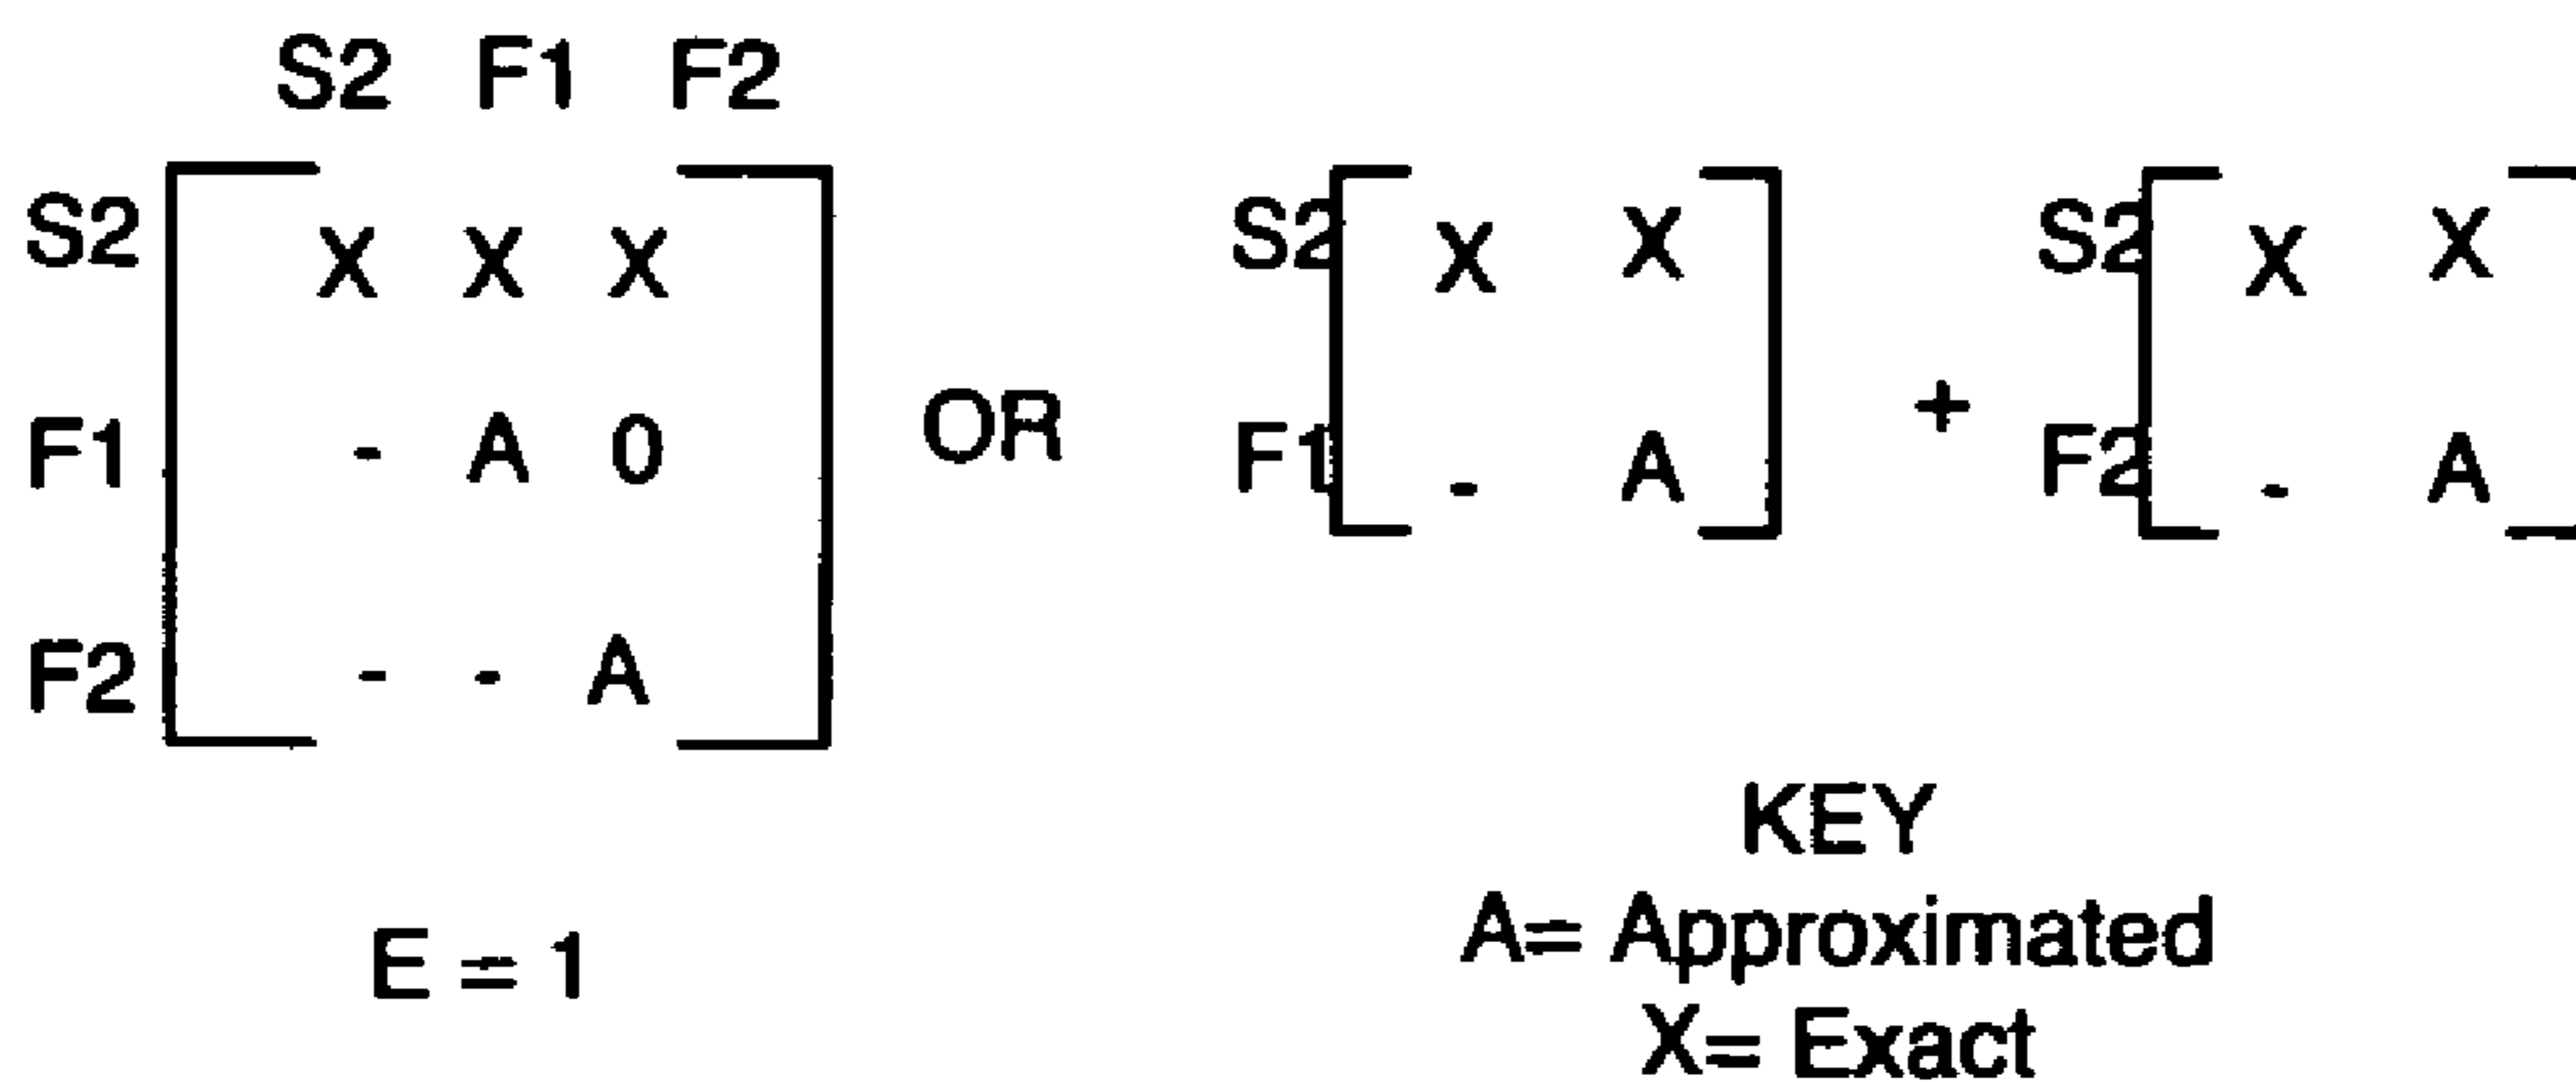 S2 F1 F2
S2 X X X
F1 - A 0
F2 - - A
OR
S2 X X
F1 - A
+
S2 X X
F2 - A
E = 1
KEY
A= Approximated
X= Exact